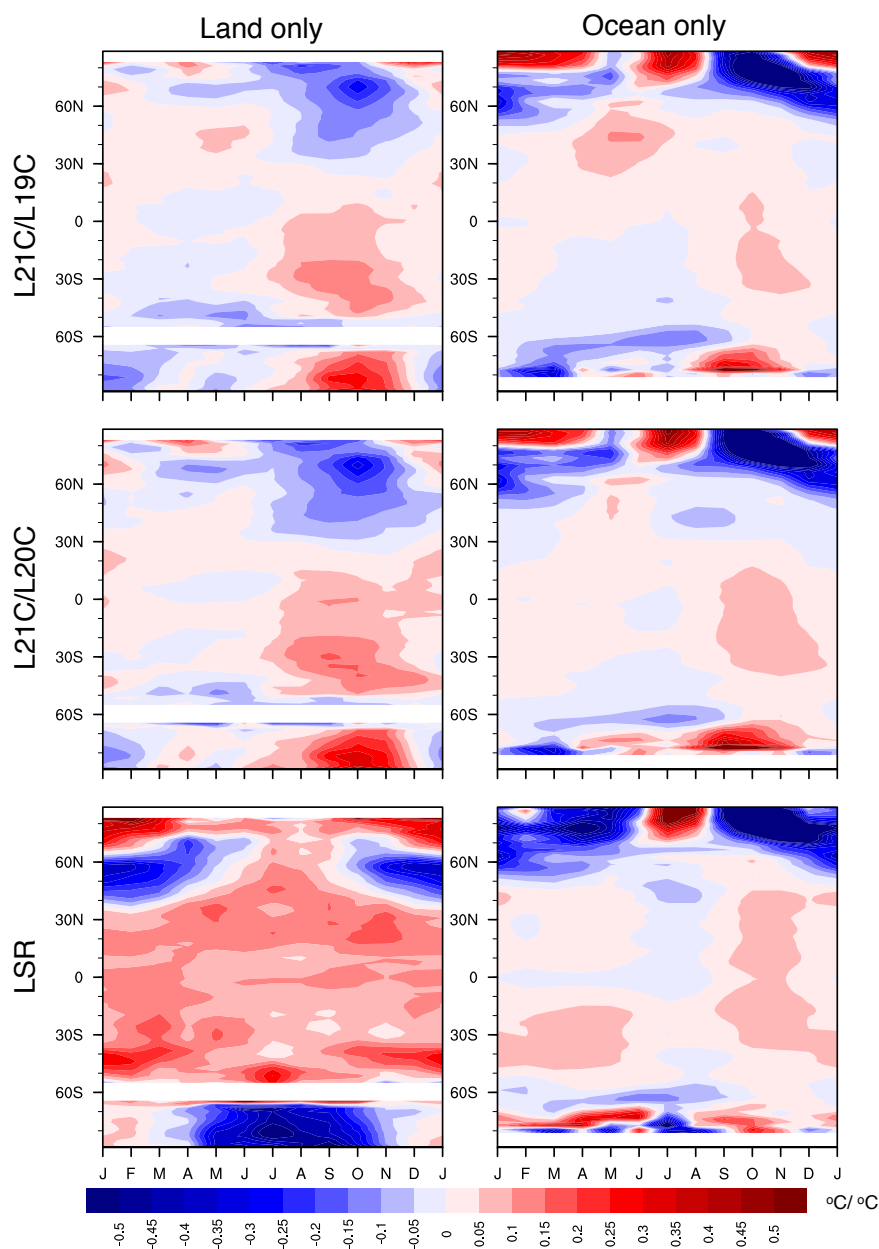 Land only
Ocean only
L21C/L19C
60N
30N
0
30S
60S
60N
30N
0
30S
60S
L21C/L20C
60N
30N
0
30S
60S
60N
30N
0
30S
60S
LSR
60N
30N
0
30S
60S
60N
30N
0
30S
60S
J F M A M J J A S O N D J
J F M A M J J A S O N D J
-0.5 -0.45 -0.4 -0.35 -0.3 -0.25 -0.2 -0.15 -0.1 -0.05 0 0.05 0.1 0.15 0.2 0.25 0.3 0.35 0.4 0.45 0.5
ºC/ ºC